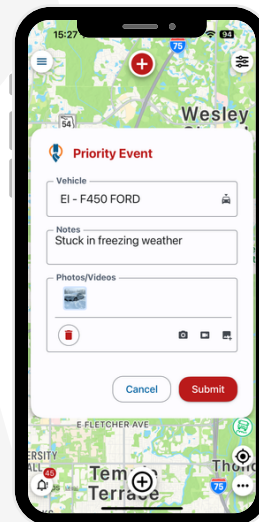 15:27
94
75
54
Wesley
Priority Event
Vehicle
EI - F450 FORD
Notes
Stuck in freezing weather
Photos/Videos
Cancel
Submit
E FLETCHER AVE
45
Terrace
75